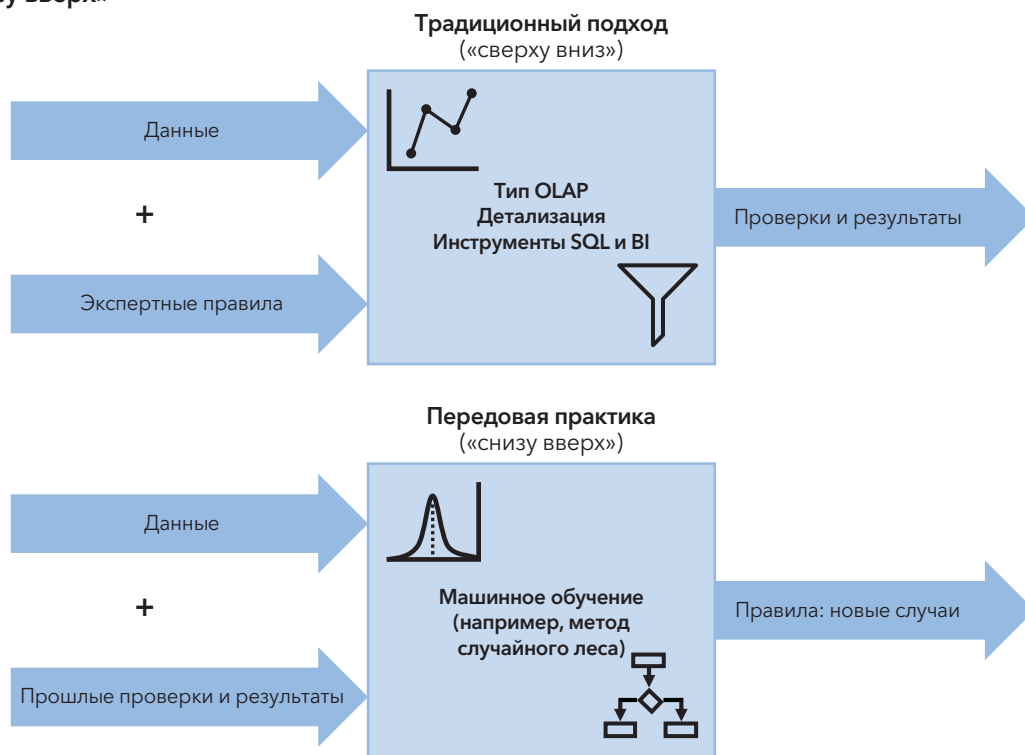 вверх»
Традиционный подход
(«сверху вниз»)
Данные
+
Экспертные правила
Тип OLAP
Детализация
Инструменты SQL и BI
Проверки и результаты
Передовая практика
(«снизу вверх»)
Данные
+
Прошлые проверки и результаты
Машинное обучение
(например, метод
случайного леса)
Правила: новые случаи